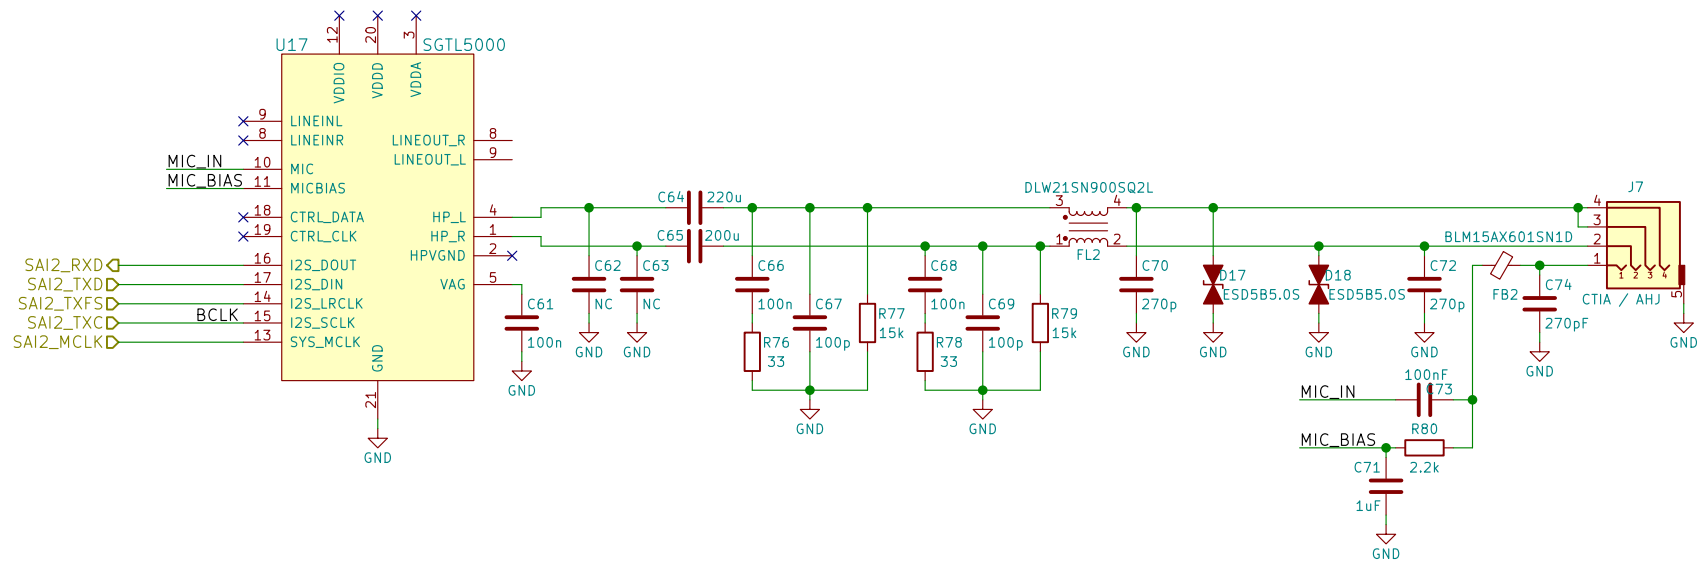 U17
SGTL5000
12
20
3
VDDIO
VDDD
VDDA
9
LINEINL
8
LINEINR
MIC_IN
10
MIC
MIC_BIAS
11
MICBIAS
18
CTRL_DATA
19
CTRL_CLK
SAI2_RXD
16
I2S_DOUT
SAI2_TXD
17
I2S_DIN
SAI2_TXFS
14
I2S_LRCLK
SAI2_TXC
BCLK
15
I2S_SCLK
SAI2_MCLK
13
SYS_MCLK
LINEOUT_R
8
LINEOUT_L
9
HP_L
4
HP_R
1
HPVGND
2
VAG
5
GND
21
GND
C61
100n
GND
C62
NC
GND
C63
NC
GND
C64
220u
C65
200u
C66
100n
R76
33
C67
100p
R77
15k
GND
C68
100n
R78
33
C69
100p
R79
15k
GND
DLW21SN900SQ2L
3
4
1
2
FL2
C70
270p
GND
D17
ESD5B5.0S
GND
D18
ESD5B5.0S
GND
C72
270p
GND
BLM15AX601SN1D
FB2
C74
270pF
GND
J7
4
3
2
1
1
2
3
4
5
CTIA / AHJ
GND
MIC_IN
100nF
C73
MIC_BIAS
R80
2.2k
C71
1uF
GND